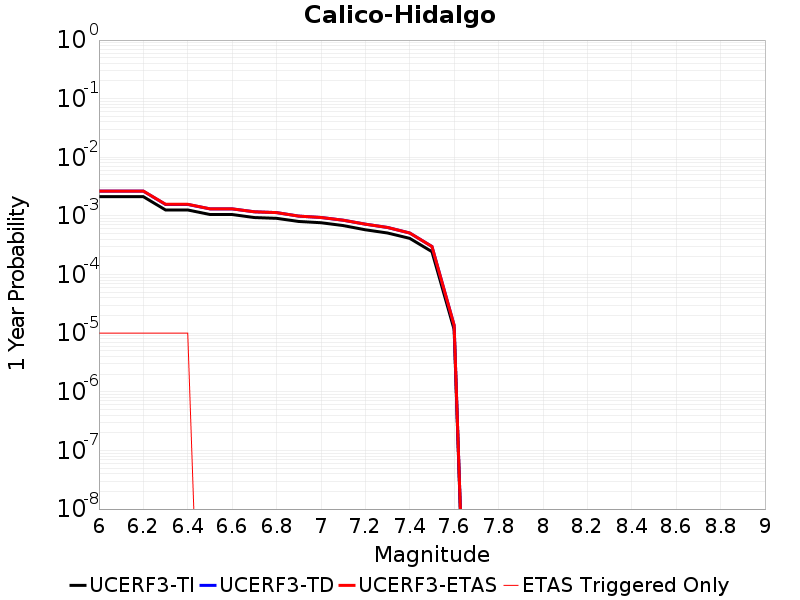 Calico-Hidalgo
1 Year Probability
10^0
10^-1
10^-2
10^-3
10^-4
10^-5
10^-6
10^-7
10^-8
6 6.2 6.4 6.6 6.8 7 7.2 7.4 7.6 7.8 8 8.2 8.4 8.6 8.8 9
Magnitude
UCERF3-TI UCERF3-TD UCERF3-ETAS ETAS Triggered Only